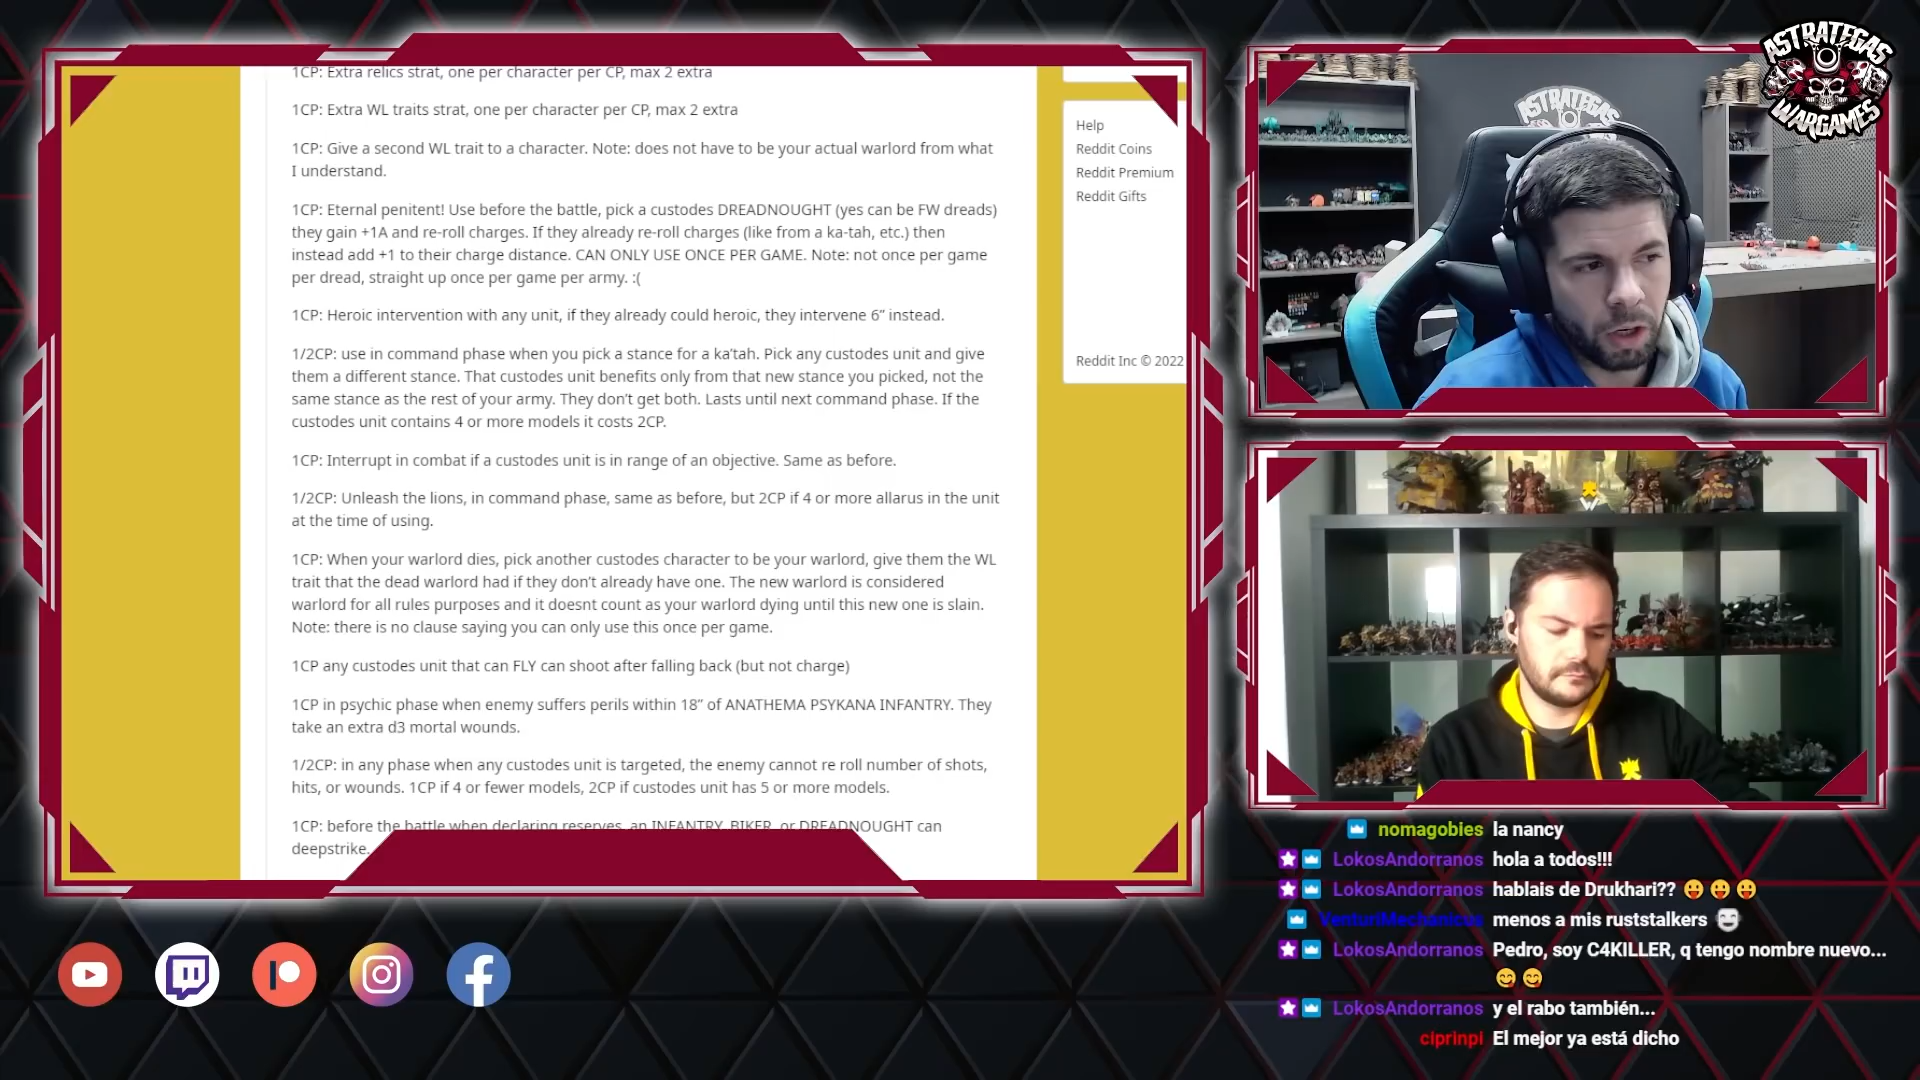 1CP: Extra relics strat, one per character per CP, max 2 extra
1CP: Extra WL traits strat, one per character per CP, max 2 extra
1CP: Give a second WL trait to a character. Note: does not have to be your actual warlord from what
I understand.
1CP: Eternal penitent! Use before the battle, pick a custodes DREADNOUGHT (yes can be FW dreads)
they gain +1A and re-roll charges. If they already re-roll charges (like from a ka-tah, etc.) then
instead add +1 to their charge distance. CAN ONLY USE ONCE PER GAME. Note: not once per game
per dread, straight up once per game per army. :(
1CP: Heroic intervention with any unit, if they already could heroic, they intervene 6” instead.
1/2CP: use in command phase when you pick a stance for a ka’tah. Pick any custodes unit and give
them a different stance. That custodes unit benefits only from that new stance you picked, not the
same stance as the rest of your army. They don’t get both. Lasts until next command phase. If the
custodes unit contains 4 or more models it costs 2CP.
1CP: Interrupt in combat if a custodes unit is in range of an objective. Same as before.
1/2CP: Unleash the lions, in command phase, same as before, but 2CP if 4 or more allarus in the unit
at the time of using.
1CP: When your warlord dies, pick another custodes character to be your warlord, give them the WL
trait that the dead warlord had if they don’t already have one. The new warlord is considered
warlord for all rules purposes and it doesnt count as your warlord dying until this new one is slain.
Note: there is no clause saying you can only use this once per game.
1CP any custodes unit that can FLY can shoot after falling back (but not charge)
1CP in psychic phase when enemy suffers perils within 18” of ANATHEMA PSYKANA INFANTRY. They
take an extra d3 mortal wounds.
1/2CP: in any phase when any custodes unit is targeted, the enemy cannot re roll number of shots,
hits, or wounds. 1CP if 4 or fewer models, 2CP if custodes unit has 5 or more models.
1CP: before the battle when declaring reserves, an INFANTRY, BIKER, or DREADNOUGHT can
deepstrike.
Help
Reddit Coins
Reddit Premium
Reddit Gifts
Reddit Inc © 2022
ASTRATEGAS
WARGAMES
ASTRATEGAS
nomagobies la nancy
LokosAndorranos hola a todos!!!
LokosAndorranos hablais de Drukhari?? 😛 😛 😛
VenturiMechanicus menos a mis ruststalkers
LokosAndorranos Pedro, soy C4KILLER, q tengo nombre nuevo...
😋 😋
LokosAndorranos y el rabo también...
ciprinpi El mejor ya está dicho